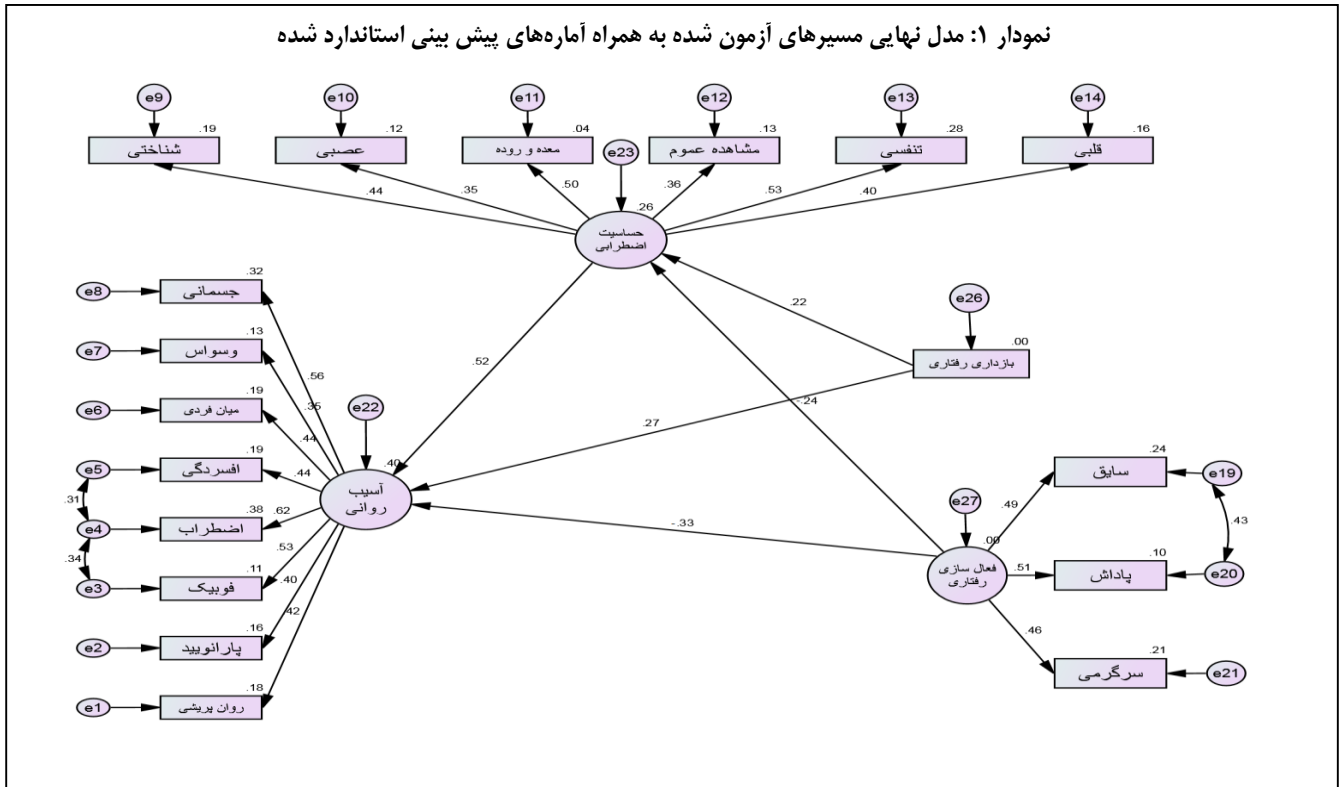 نمودار ۱: مدل نهایی مسیرهای آزمون شده به همراه آماره‌های پیش بینی استاندارد شده
e9 e10 e11 e12 e13 e14
.19 .12 .04 .13 .28 .16
شناختی عصبی معده و روده مشاهده عموم تنفسی قلبی
e23
.44 .35 .50 .36 .53 .40
.26
حساسیت
اضطرابی
.32
e8 جسمانی
.13
e7 وسواس
.19
e6 میان فردی
.19
e5 افسردگی
.31
.38
e4 اضطراب
.34
.11
e3 فوبیک
.16
e2 پارانویید
.18
e1 روان پریشی
.56
.35
.44
.44
.62
.53
.40
.42
e22
.40
آسیب
روانی
.52
.22
.27
-.24
-.33
e26
.00
بازداری رفتاری
e27
.00
فعال سازی
رفتاری
.49
.51
.46
.24
سایق e19
.43
.10
پاداش e20
.21
سرگرمی e21